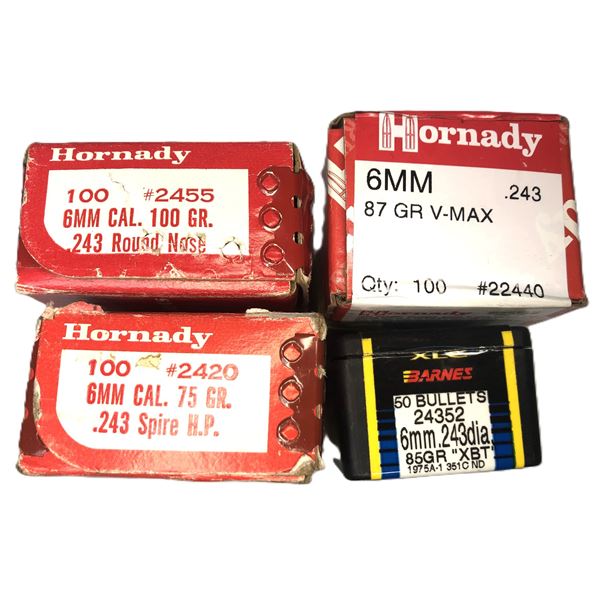 Hornady
100 #2455
6MM CAL. 100 GR.
.243 Round Nose
Hornady
6MM .243
87 GR V-MAX
Qty: 100 #22440
Hornady
100 #2420
6MM CAL. 75 GR.
.243 Spire H.P.
XLC
BARNES
50 BULLETS
24352
6mm .243dia.
85GR "XBT"
1975A-1 351C ND